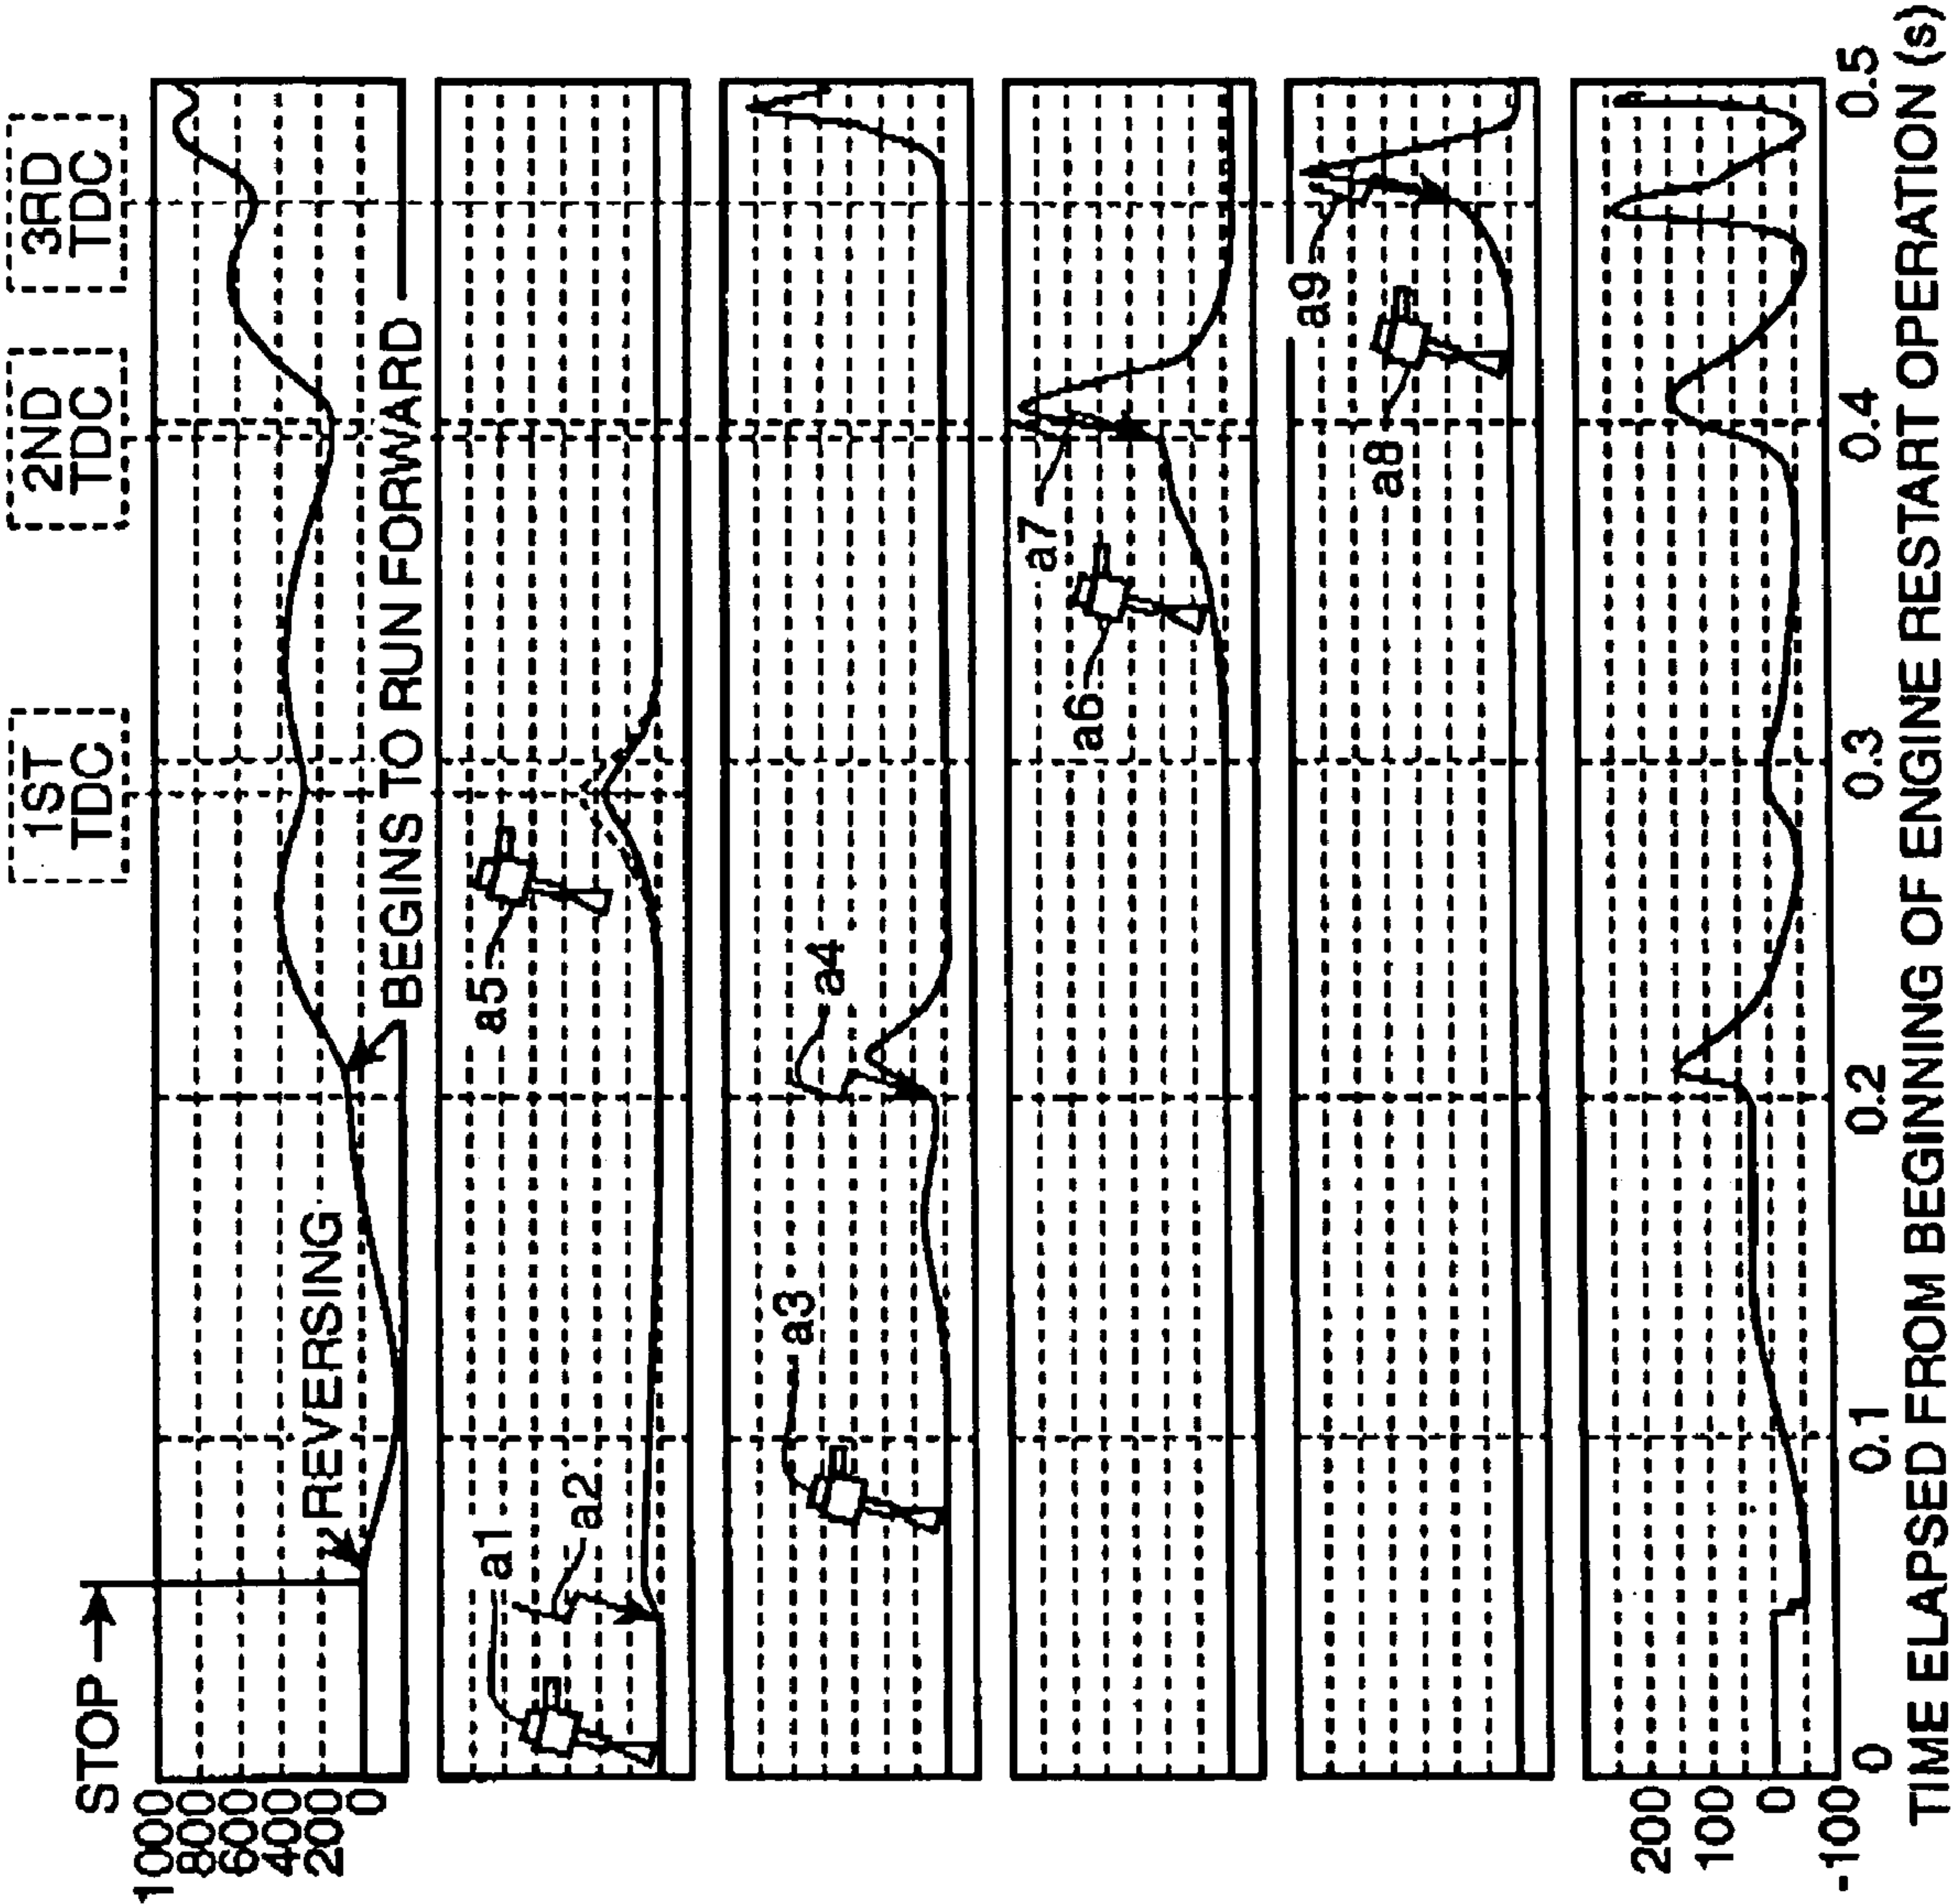 STOP
1ST
TDC
2ND
TDC
3RD
TDC
1000
800
600
400
200
0
REVERSING
BEGINS TO RUN FORWARD
a1
a2
a5
a3
a4
a6
a7
a8
a9
200
100
0
-100
0
0.1
0.2
0.3
0.4
0.5
TIME ELAPSED FROM BEGINNING OF ENGINE RESTART OPERATION (s)